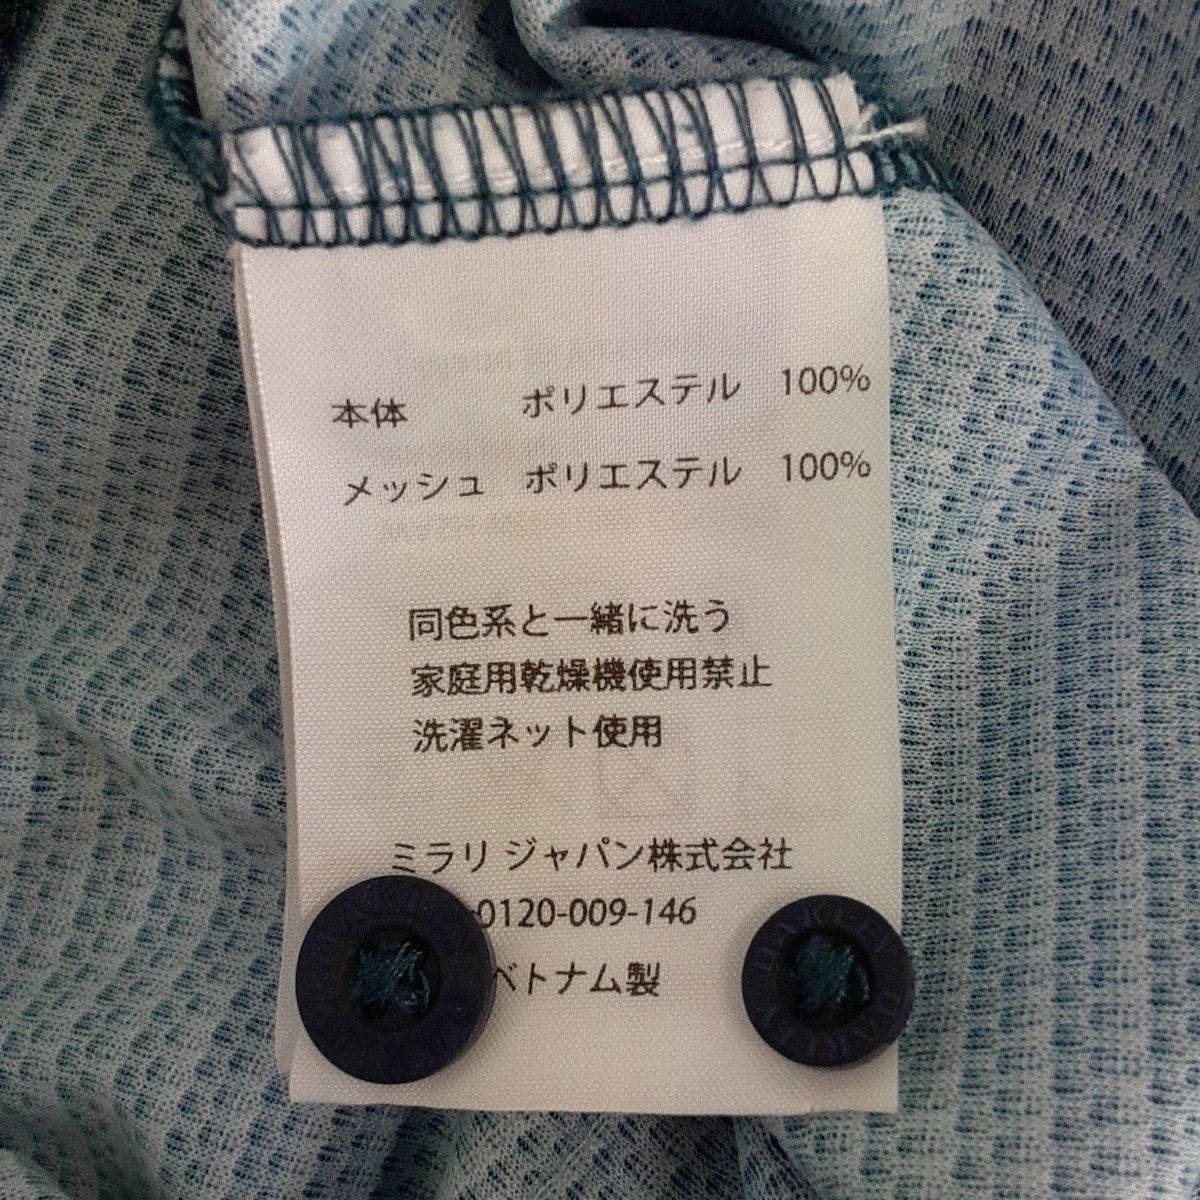 本体 ポリエステル 100%
メッシュ ポリエステル 100%
同色系と一緒に洗う
家庭用乾燥機使用禁止
洗濯ネット使用
ミラリ ジャパン株式会社
-0120-009-146
ベトナム製
OAKLEY OAKLEY